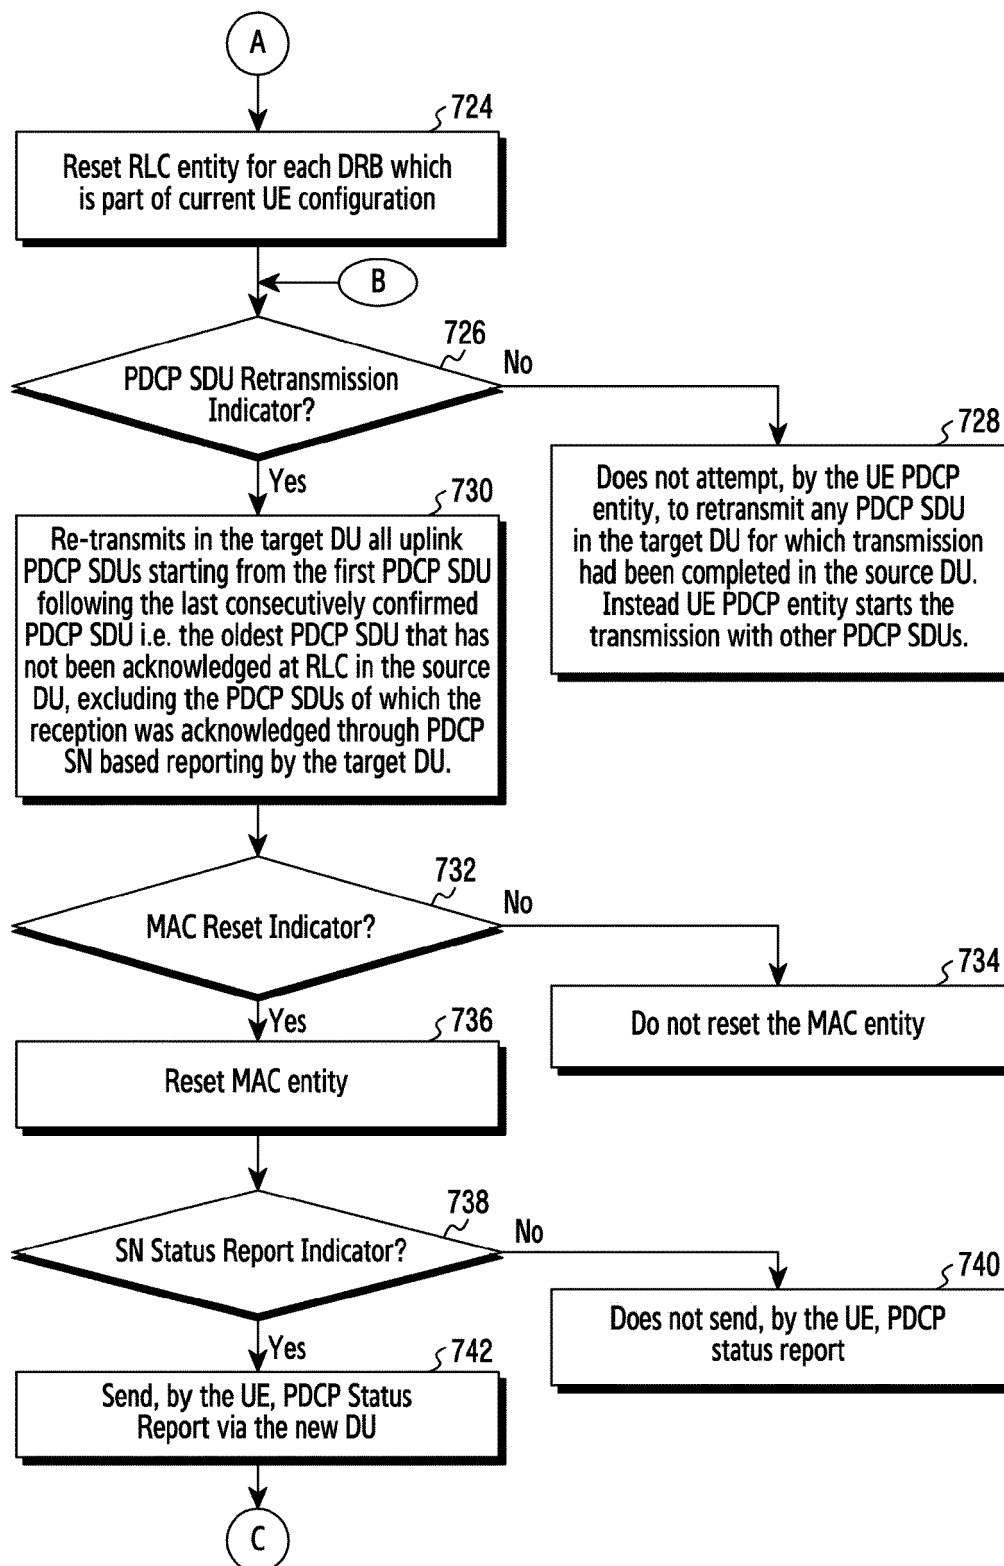 A
724
Reset RLC entity for each DRB which
is part of current UE configuration
B
726
PDCP SDU Retransmission
Indicator?
No
Yes
728
Does not attempt, by the UE PDCP
entity, to retransmit any PDCP SDU
in the target DU for which transmission
had been completed in the source DU.
Instead UE PDCP entity starts the
transmission with other PDCP SDUs.
730
Re-transmits in the target DU all uplink
PDCP SDUs starting from the first PDCP SDU
following the last consecutively confirmed
PDCP SDU i.e. the oldest PDCP SDU that has
not been acknowledged at RLC in the source
DU, excluding the PDCP SDUs of which the
reception was acknowledged through PDCP
SN based reporting by the target DU.
732
MAC Reset Indicator?
No
Yes
734
Do not reset the MAC entity
736
Reset MAC entity
738
SN Status Report Indicator?
No
Yes
740
Does not send, by the UE, PDCP
status report
742
Send, by the UE, PDCP Status
Report via the new DU
C